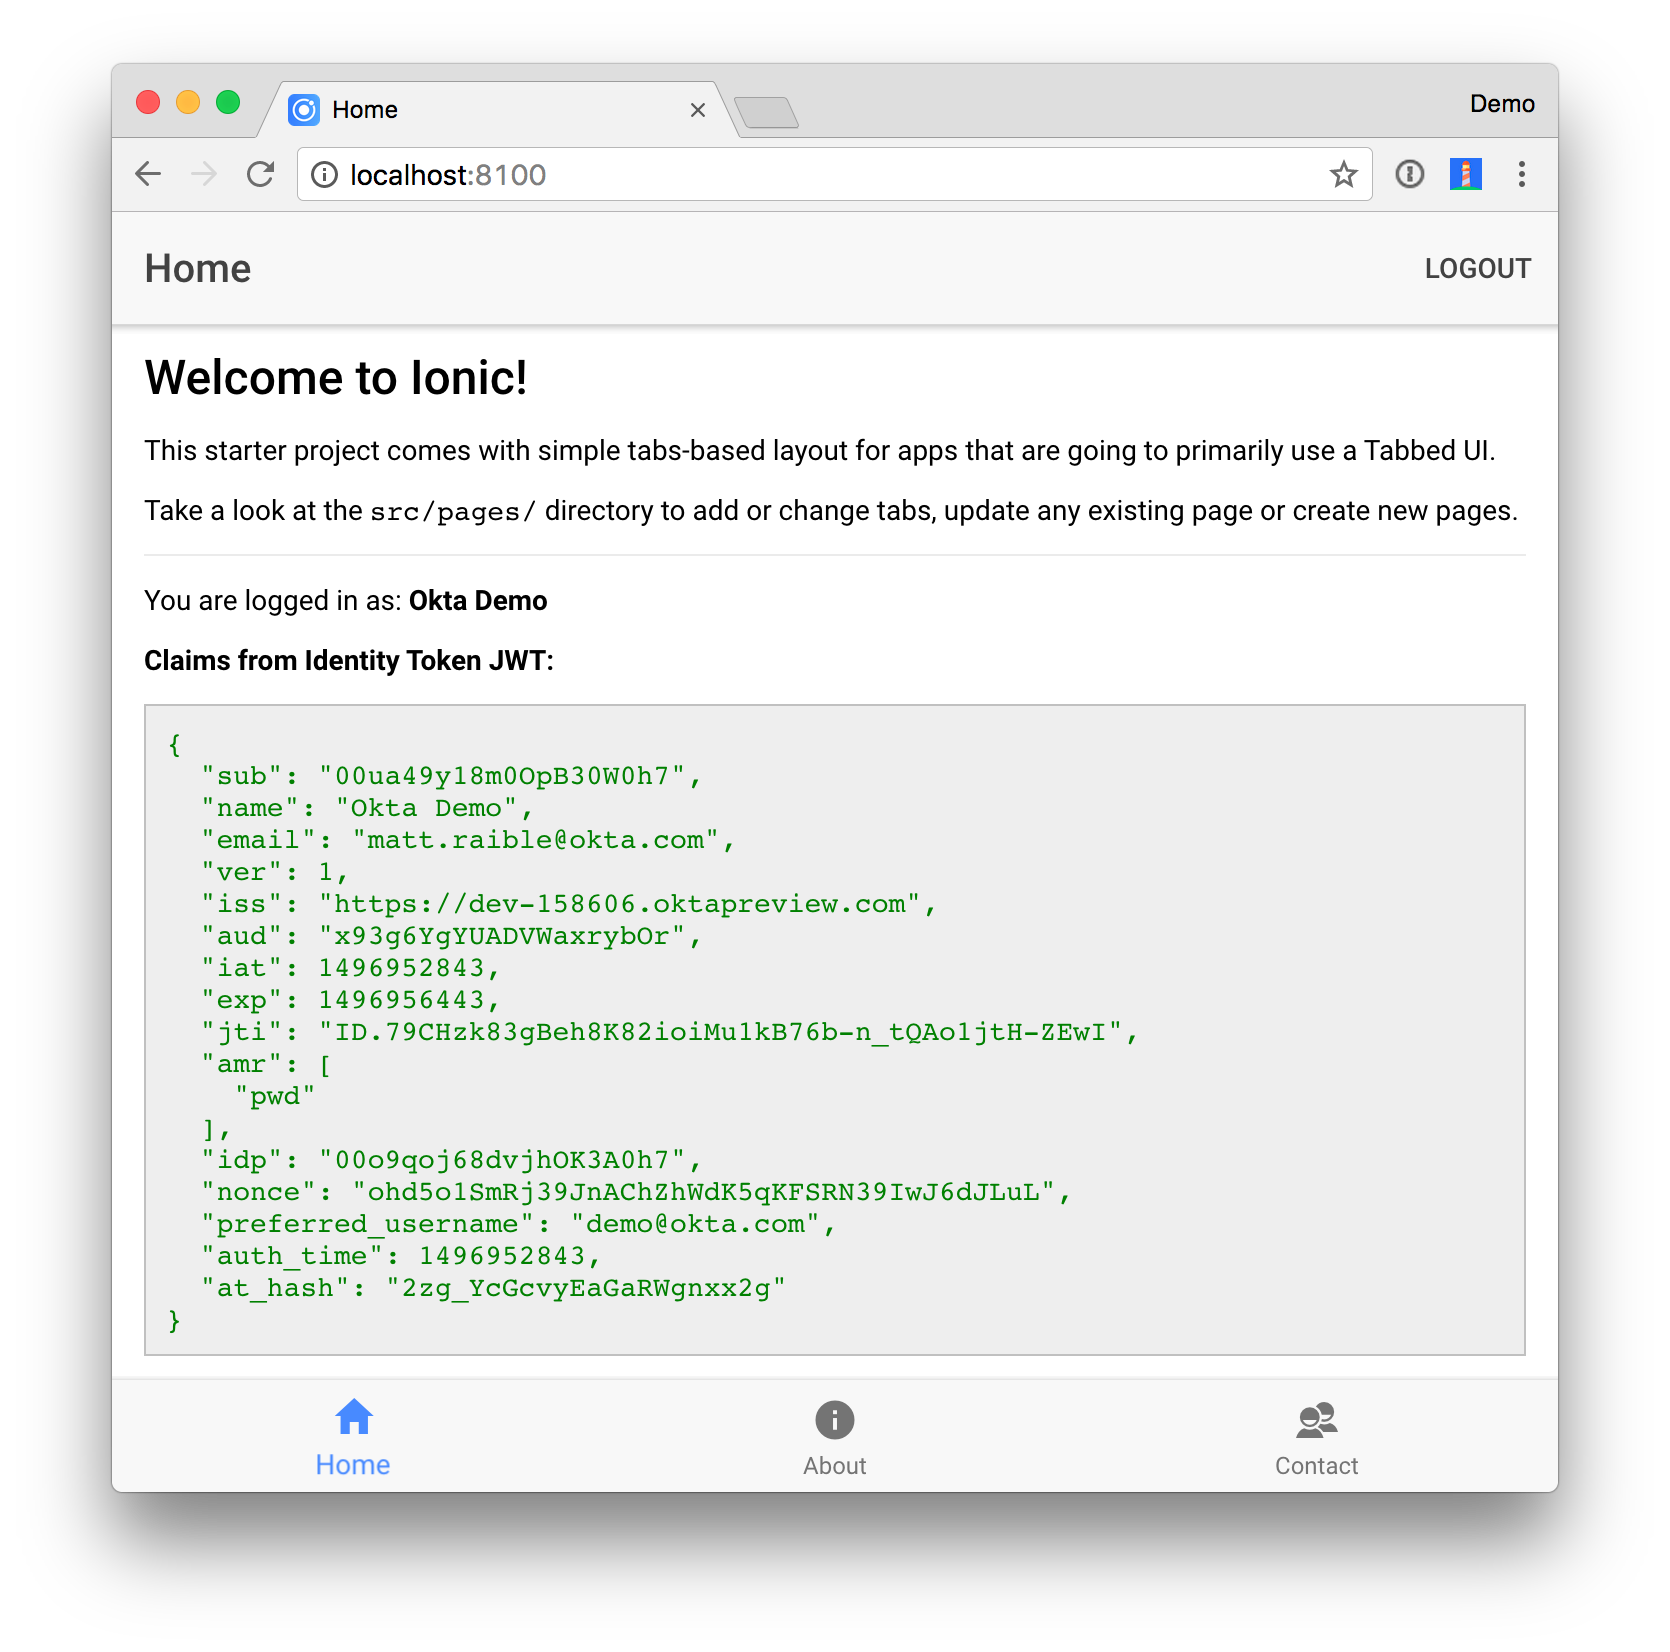 Home
Demo
localhost:8100
Home
LOGOUT
Welcome to Ionic!
This starter project comes with simple tabs-based layout for apps that are going to primarily use a Tabbed UI.
Take a look at the src/pages/ directory to add or change tabs, update any existing page or create new pages.
You are logged in as: Okta Demo
Claims from Identity Token JWT:
{
  "sub": "00ua49y18m0OpB30W0h7",
  "name": "Okta Demo",
  "email": "matt.raible@okta.com",
  "ver": 1,
  "iss": "https://dev-158606.oktapreview.com",
  "aud": "x93g6YgYUADVWaxrybOr",
  "iat": 1496952843,
  "exp": 1496956443,
  "jti": "ID.79CHzk83gBeh8K82ioiMu1kB76b-n_tQAo1jtH-ZEwI",
  "amr": [
    "pwd"
  ],
  "idp": "00o9qoj68dvjhOK3A0h7",
  "nonce": "ohd5o1SmRj39JnAChZhWdK5qKFSRN39IwJ6dJLuL",
  "preferred_username": "demo@okta.com",
  "auth_time": 1496952843,
  "at_hash": "2zg_YcGcvyEaGaRWgnxx2g"
}
Home
About
Contact